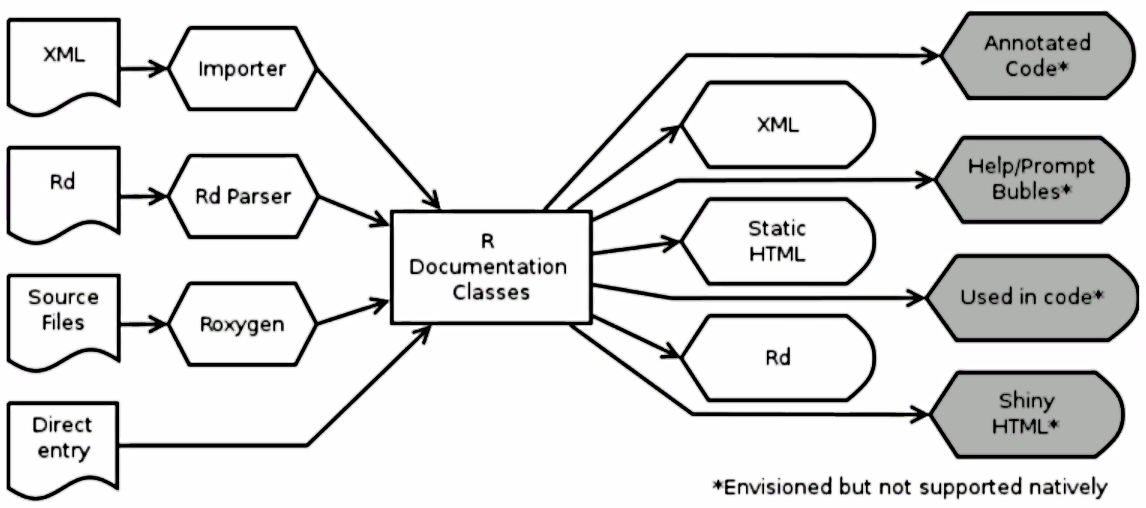 XML
Importer
Rd
Rd Parser
Source
Files
Roxygen
Direct
entry
R
Documentation
Classes
Annotated
Code*
XML
Help/Prompt
Bubles*
Static
HTML
Used in code*
Rd
Shiny
HTML*
*Envisioned but not supported natively